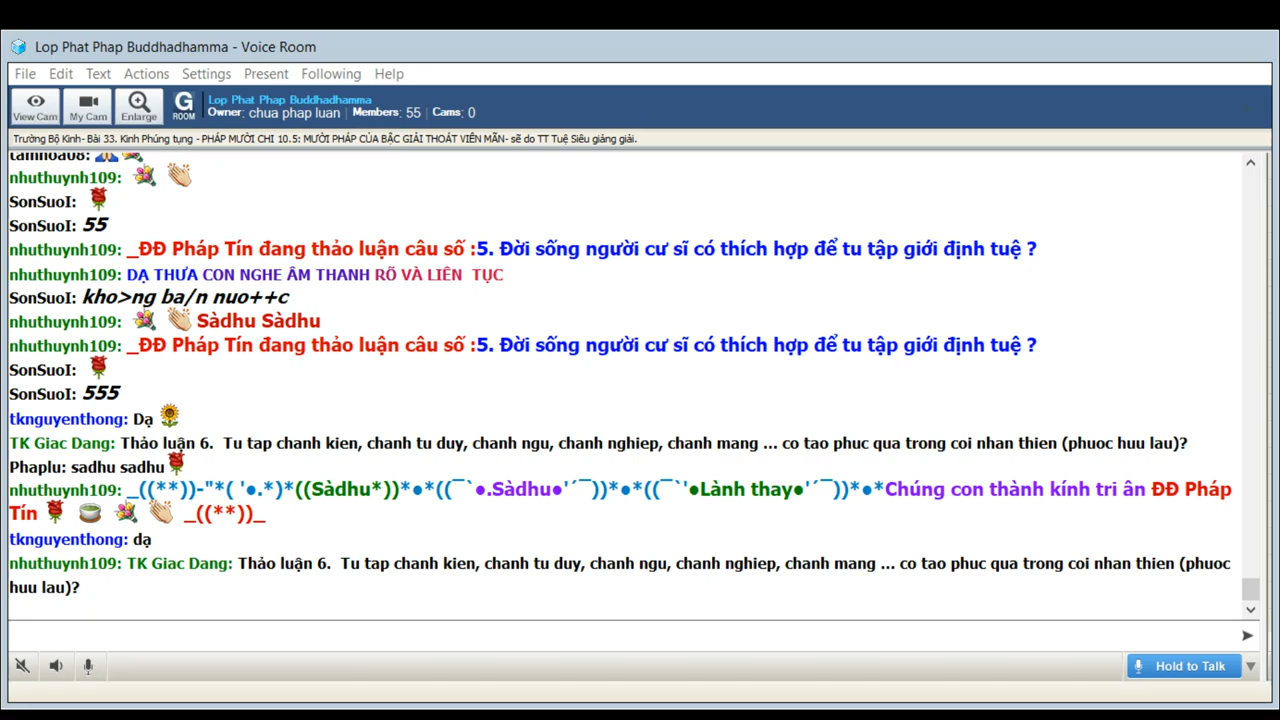 Lop Phat Phap Buddhadhamma - Voice Room
File Edit Text Actions Settings Present Following Help
View Cam My Cam Enlarge G ROOM Lop Phat Phap Buddhadhamma
Owner: chua phap luan | Members: 55 | Cams: 0
Trường Bộ Kinh- Bài 33. Kinh Phúng tụng - PHÁP MƯỜI CHI 10.5: MƯỜI PHÁP CỦA BẬC GIẢI THOÁT VIÊN MÃN- sẽ do TT Tuệ Siêu giảng giải.
tamhoa08:
nhuthuynh109:
SonSuoI:
SonSuoI: 55
nhuthuynh109: _ĐĐ Pháp Tín đang thảo luận câu số :5. Đời sống người cư sĩ có thích hợp để tu tập giới định tuệ ?
nhuthuynh109: DẠ THƯA CON NGHE ÂM THANH RÕ VÀ LIÊN TỤC
SonSuoI: kho>ng ba/n nuo++c
nhuthuynh109: Sàdhu Sàdhu
nhuthuynh109: _ĐĐ Pháp Tín đang thảo luận câu số :5. Đời sống người cư sĩ có thích hợp để tu tập giới định tuệ ?
SonSuoI:
SonSuoI: 555
tknguyenthong: Dạ
TK Giac Dang: Thảo luận 6. Tu tap chanh kien, chanh tu duy, chanh ngu, chanh nghiep, chanh mang ... co tao phuc qua trong coi nhan thien (phuoc huu lau)?
Phaplu: sadhu sadhu
nhuthuynh109: _((**))-"*( '●.*)*((Sàdhu*))*●*((¯`●.Sàdhu●'´¯))*●*((¯`'●Lành thay●'´¯))*●*Chúng con thành kính tri ân ĐĐ Pháp
Tín _((**))_
tknguyenthong: dạ
nhuthuynh109: TK Giac Dang: Thảo luận 6. Tu tap chanh kien, chanh tu duy, chanh ngu, chanh nghiep, chanh mang ... co tao phuc qua trong coi nhan thien (phuoc
huu lau)?
Hold to Talk